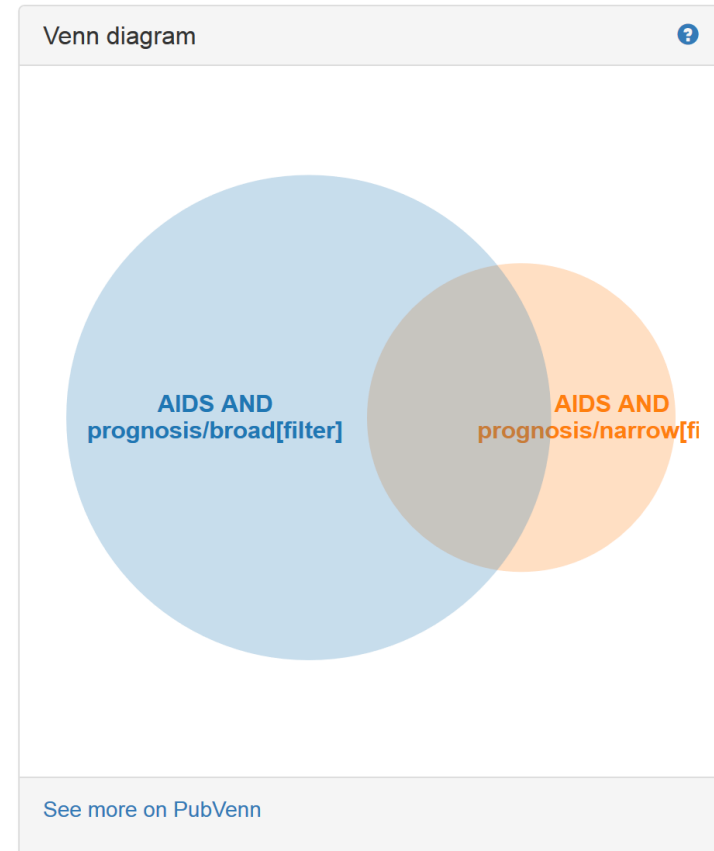 Venn diagram
AIDS AND
prognosis/broad[filter]
AIDS AND
prognosis/narrow[fi
See more on PubVenn